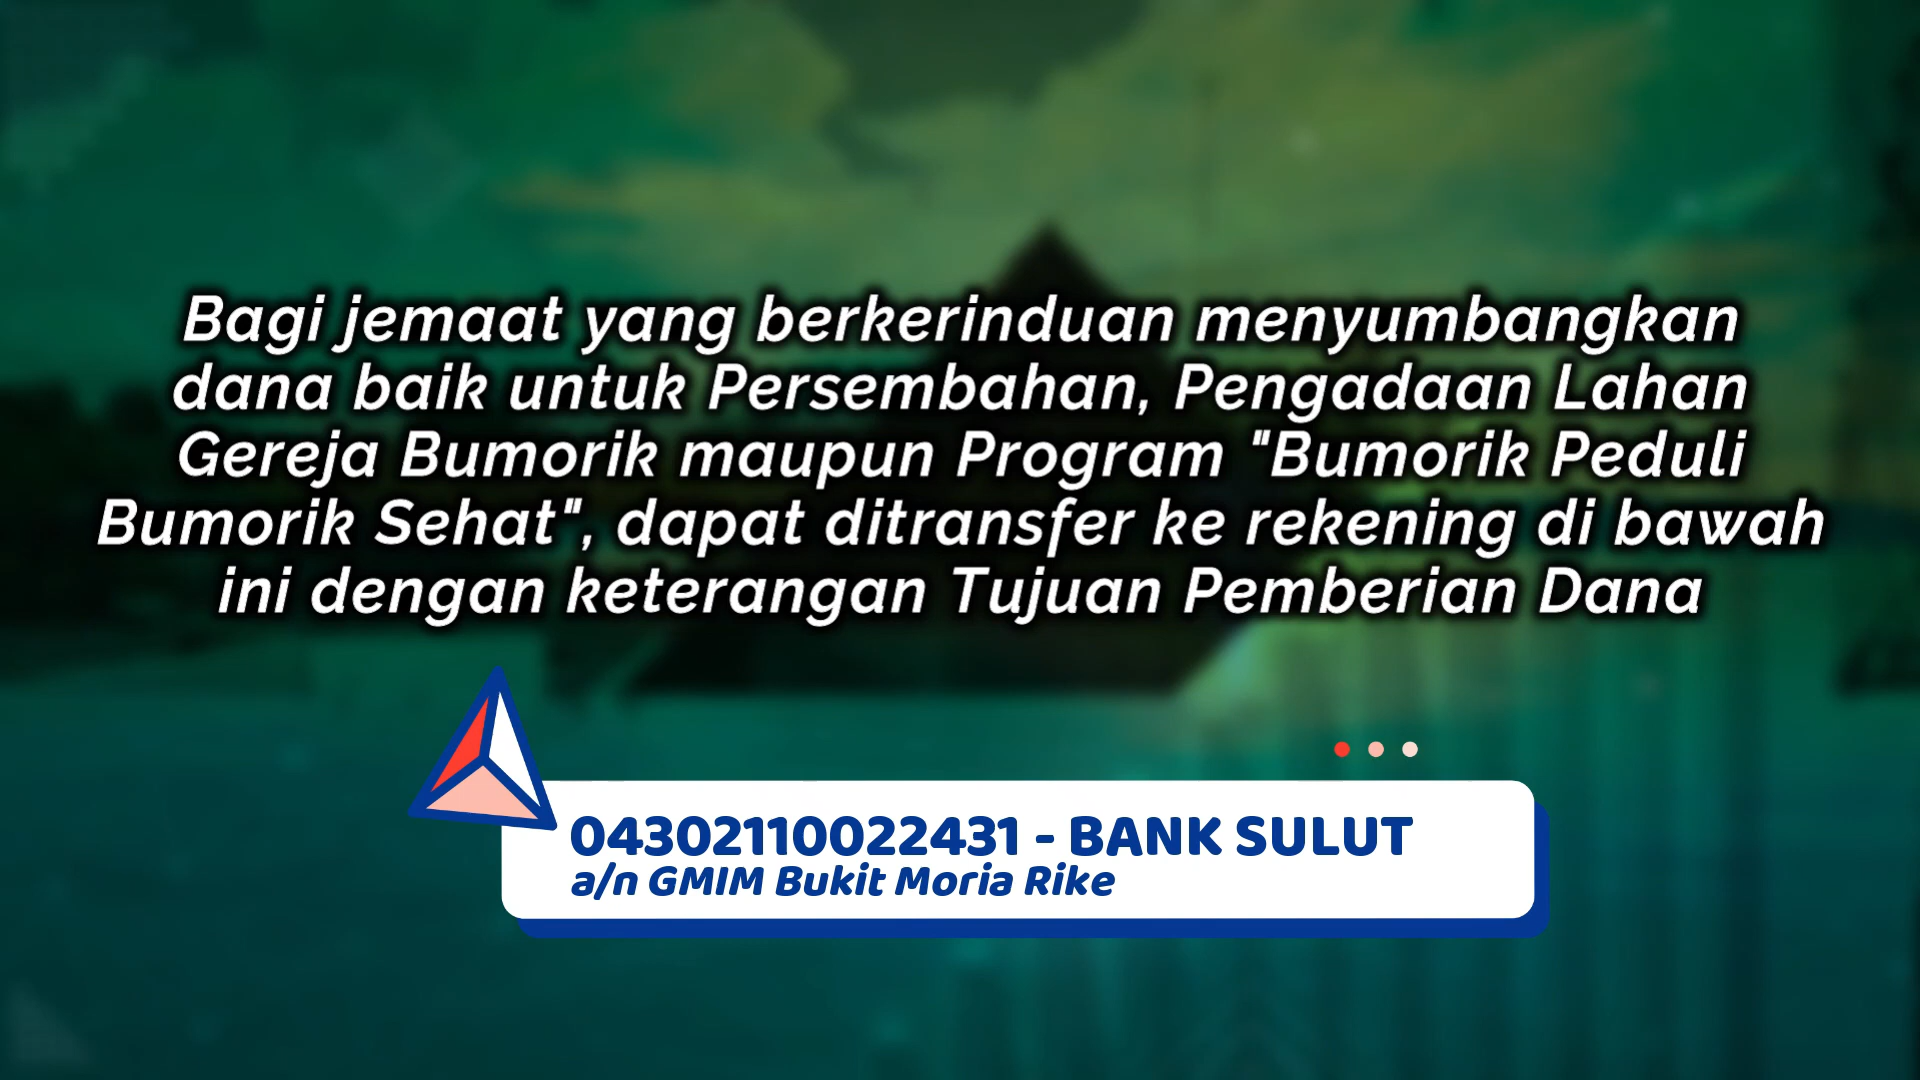 Bagi jemaat yang berkerinduan menyumbangkan
dana baik untuk Persembahan, Pengadaan Lahan
Gereja Bumorik maupun Program "Bumorik Peduli
Bumorik Sehat", dapat ditransfer ke rekening di bawah
ini dengan keterangan Tujuan Pemberian Dana
04302110022431 - BANK SULUT
a/n GMIM Bukit Moria Rike